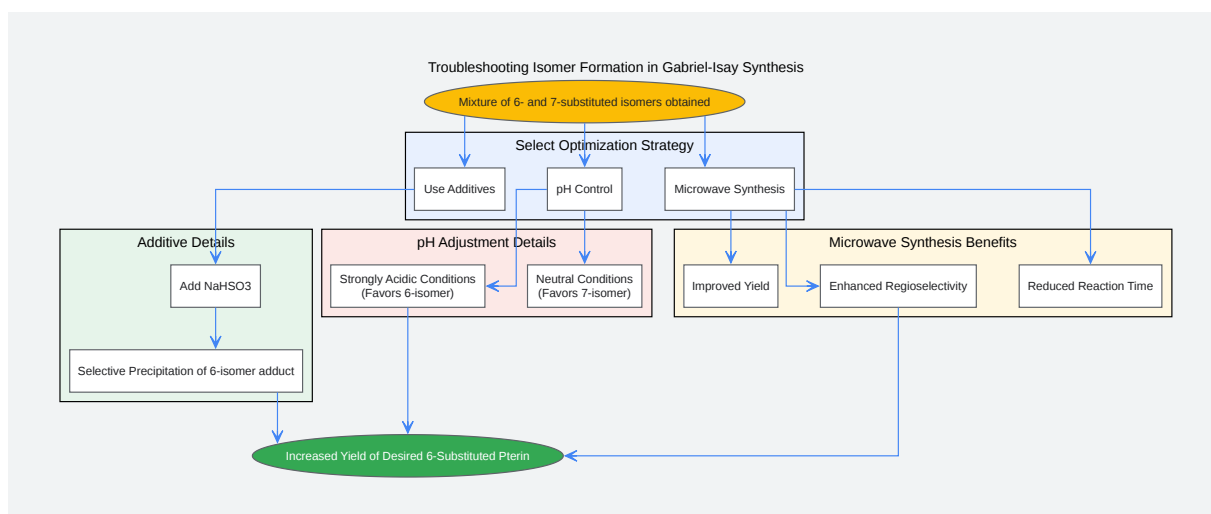 Troubleshooting Isomer Formation in Gabriel-Isay Synthesis
Mixture of 6- and 7-substituted isomers obtained
Select Optimization Strategy
Use Additives
pH Control
Microwave Synthesis
Additive Details
pH Adjustment Details
Microwave Synthesis Benefits
Add NaHSO3
Strongly Acidic Conditions
(Favors 6-isomer)
Neutral Conditions
(Favors 7-isomer)
Improved Yield
Enhanced Regioselectivity
Reduced Reaction Time
Selective Precipitation of 6-isomer adduct
Increased Yield of Desired 6-Substituted Pterin